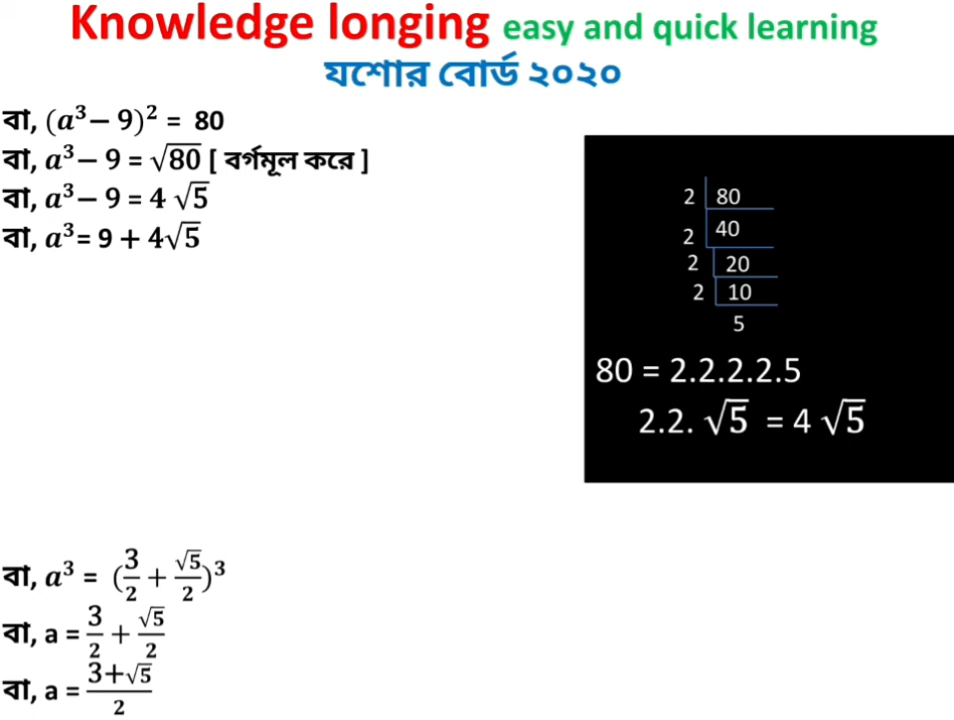 Knowledge longing easy and quick learning
যশোর বোর্ড ২০২০
বা, (a³ – 9)² = 80
বা, a³ – 9 = √80 [ বর্গমূল করে ]
বা, a³ – 9 = 4 √5
বা, a³ = 9 + 4√5
2 80
2 40
2 20
2 10
5
80 = 2.2.2.2.5
2.2. √5 = 4 √5
বা, a³ = (3/2 + √5/2)³
বা, a = 3/2 + √5/2
বা, a = (3+√5)/2